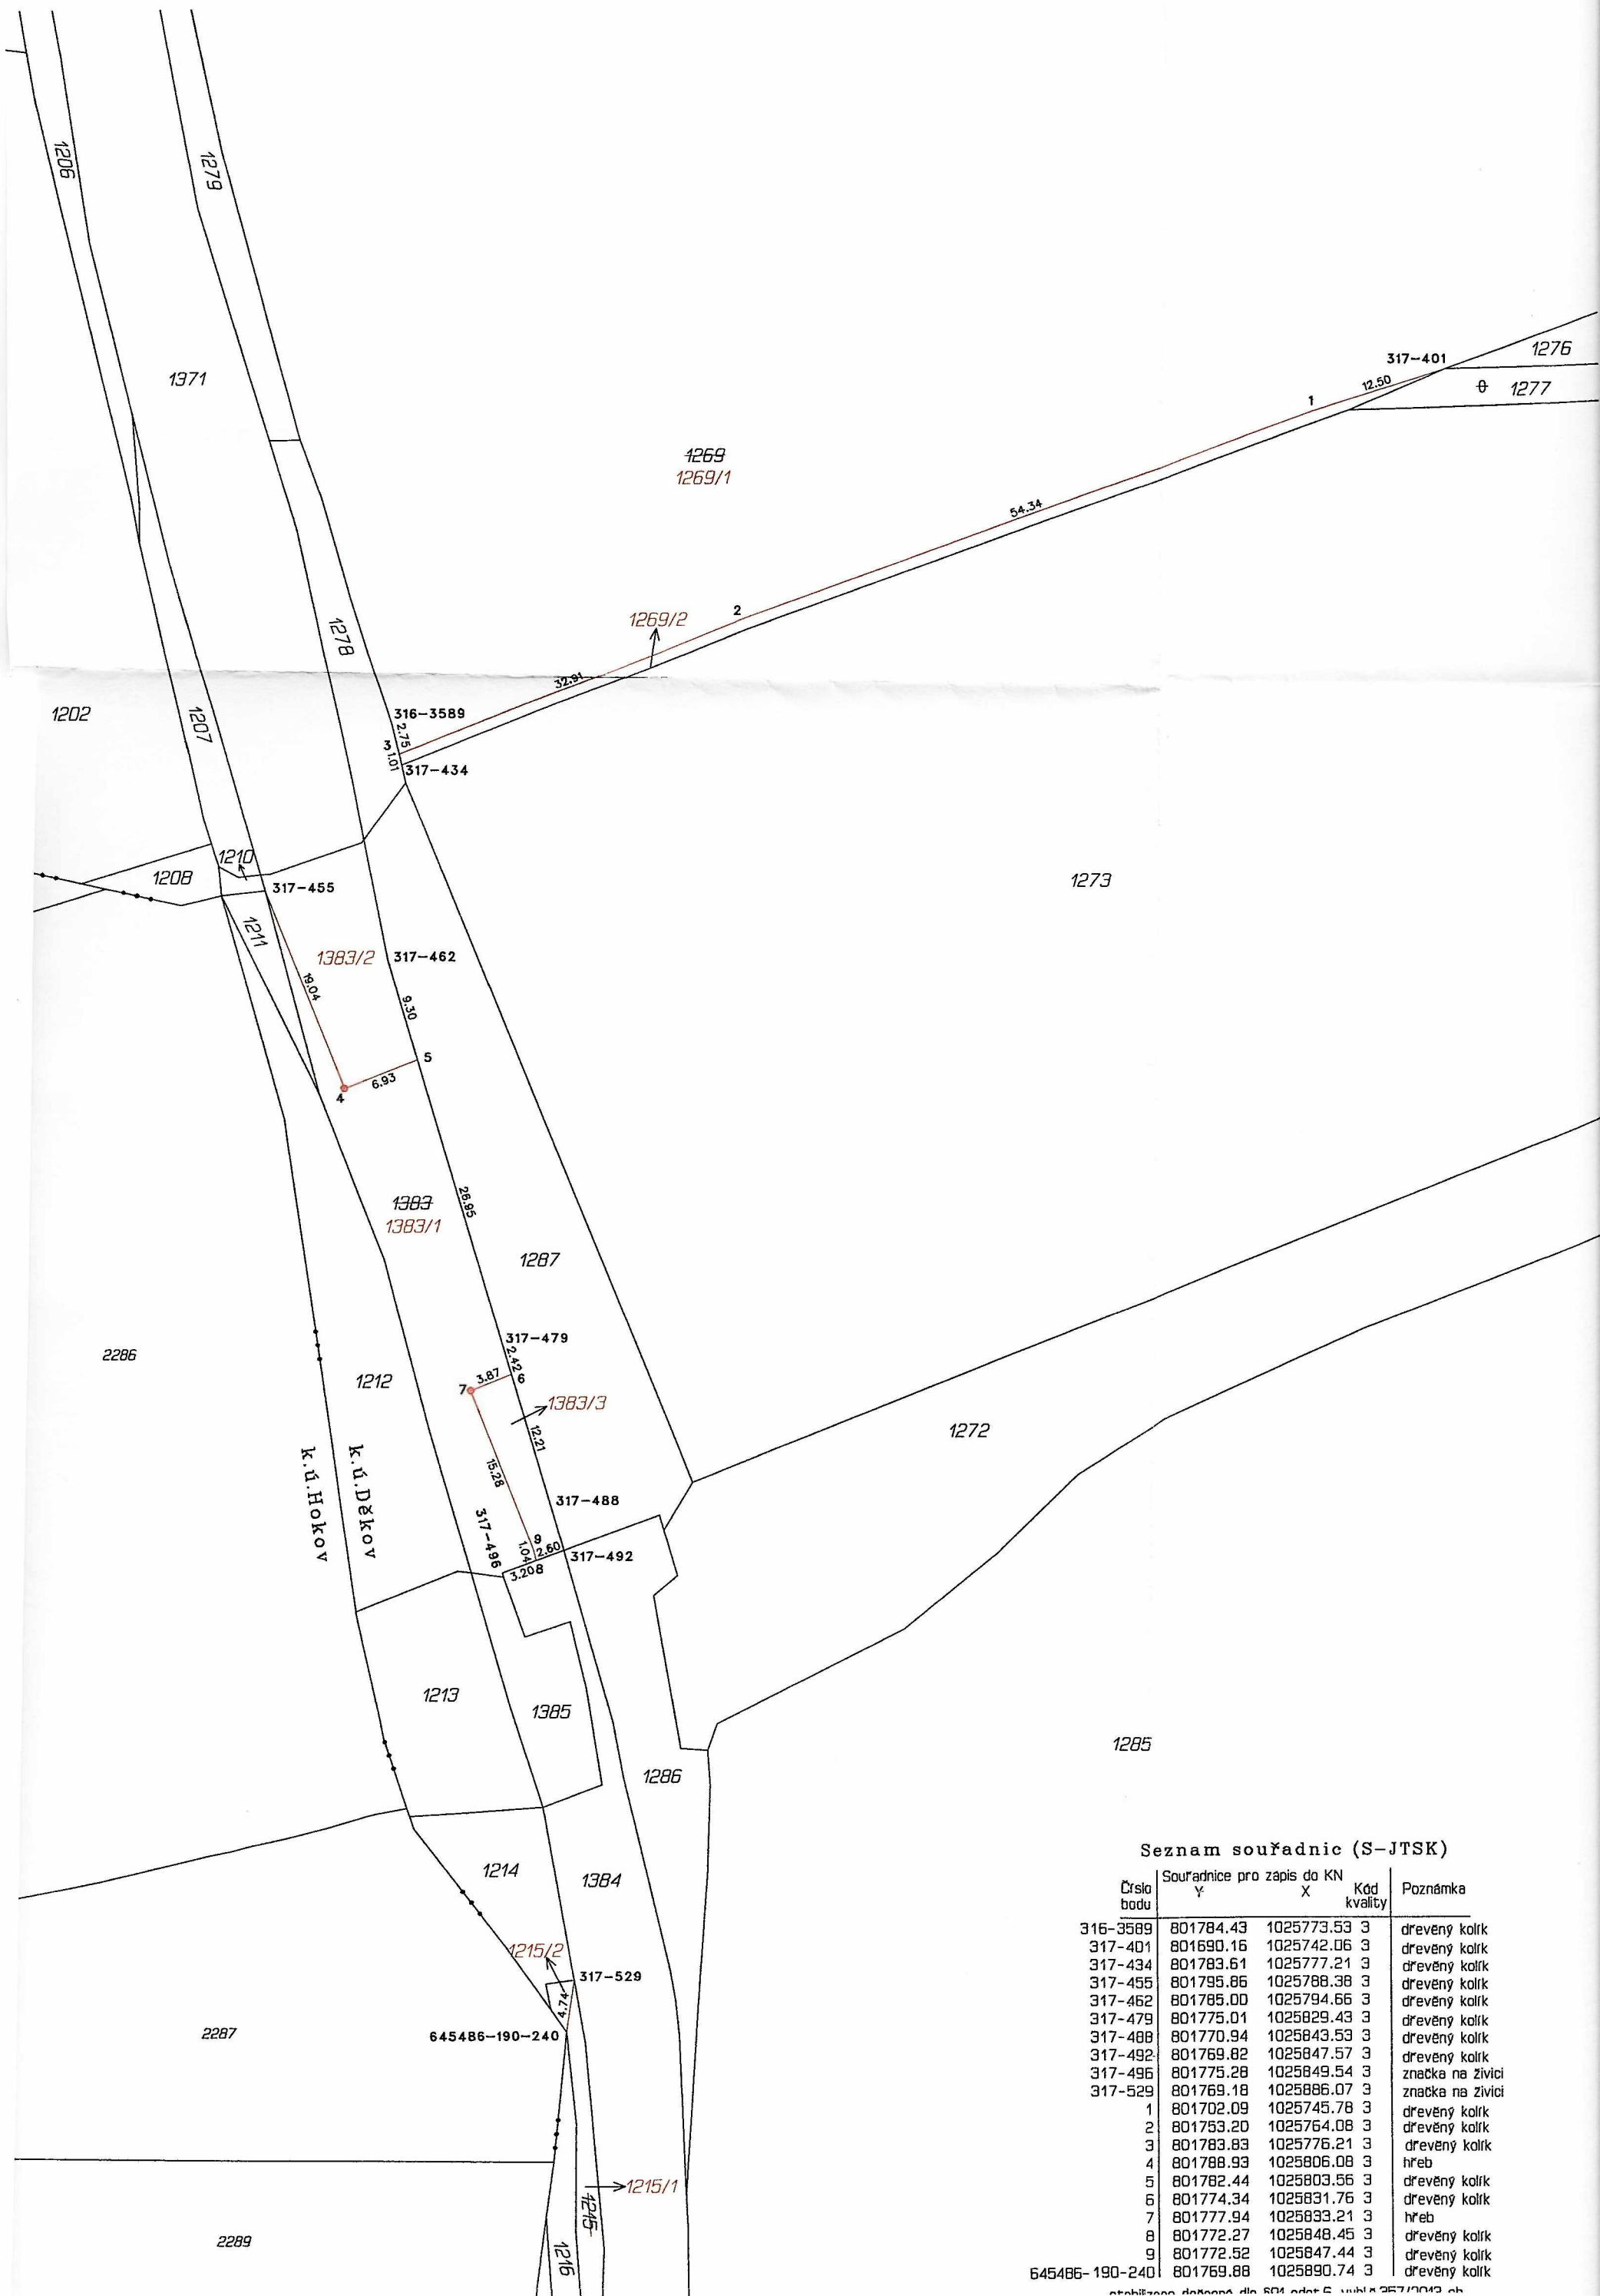 1206
1279
1371
317-401
1276
12.50
θ 1277
1
1269
1269/1
54.34
1269/2
2
1278
32.91
1202
1207
316-3589
2.75
3
1.01
317-434
1210
1208
317-455
1273
1211
1383/2
317-462
19.04
9.30
5
6.93
4
1383
1383/1
26.95
1287
317-479
2.42
2286
3.87
6
7
1212
1383/3
12.21
1272
k.ú.Hokov
k.ú.Děkov
15.28
317-488
317-496
9
1.04
2.60
317-492
3.208
1213
1385
1285
1286
1214
1384
1215/2
317-529
4.74
2287
645486-190-240
1215/1
1215
2289
1216
Seznam souřadnic (S-JTSK)
Číslo bodu Souřadnice pro zápis do KN Y X Kód kvality Poznámka
316-3589 801784.43 1025773.53 3 dřevěný kolík
317-401 801690.16 1025742.06 3 dřevěný kolík
317-434 801783.61 1025777.21 3 dřevěný kolík
317-455 801795.86 1025788.38 3 dřevěný kolík
317-462 801785.00 1025794.66 3 dřevěný kolík
317-479 801775.01 1025829.43 3 dřevěný kolík
317-488 801770.94 1025843.53 3 dřevěný kolík
317-492 801769.82 1025847.57 3 dřevěný kolík
317-496 801775.28 1025849.54 3 značka na živici
317-529 801769.18 1025886.07 3 značka na živici
1 801702.09 1025745.78 3 dřevěný kolík
2 801753.20 1025764.08 3 dřevěný kolík
3 801783.83 1025776.21 3 dřevěný kolík
4 801788.93 1025806.08 3 hřeb
5 801782.44 1025803.56 3 dřevěný kolík
6 801774.34 1025831.76 3 dřevěný kolík
7 801777.94 1025833.21 3 hřeb
8 801772.27 1025848.45 3 dřevěný kolík
9 801772.52 1025847.44 3 dřevěný kolík
645486-190-240 801769.88 1025890.74 3 dřevěný kolík